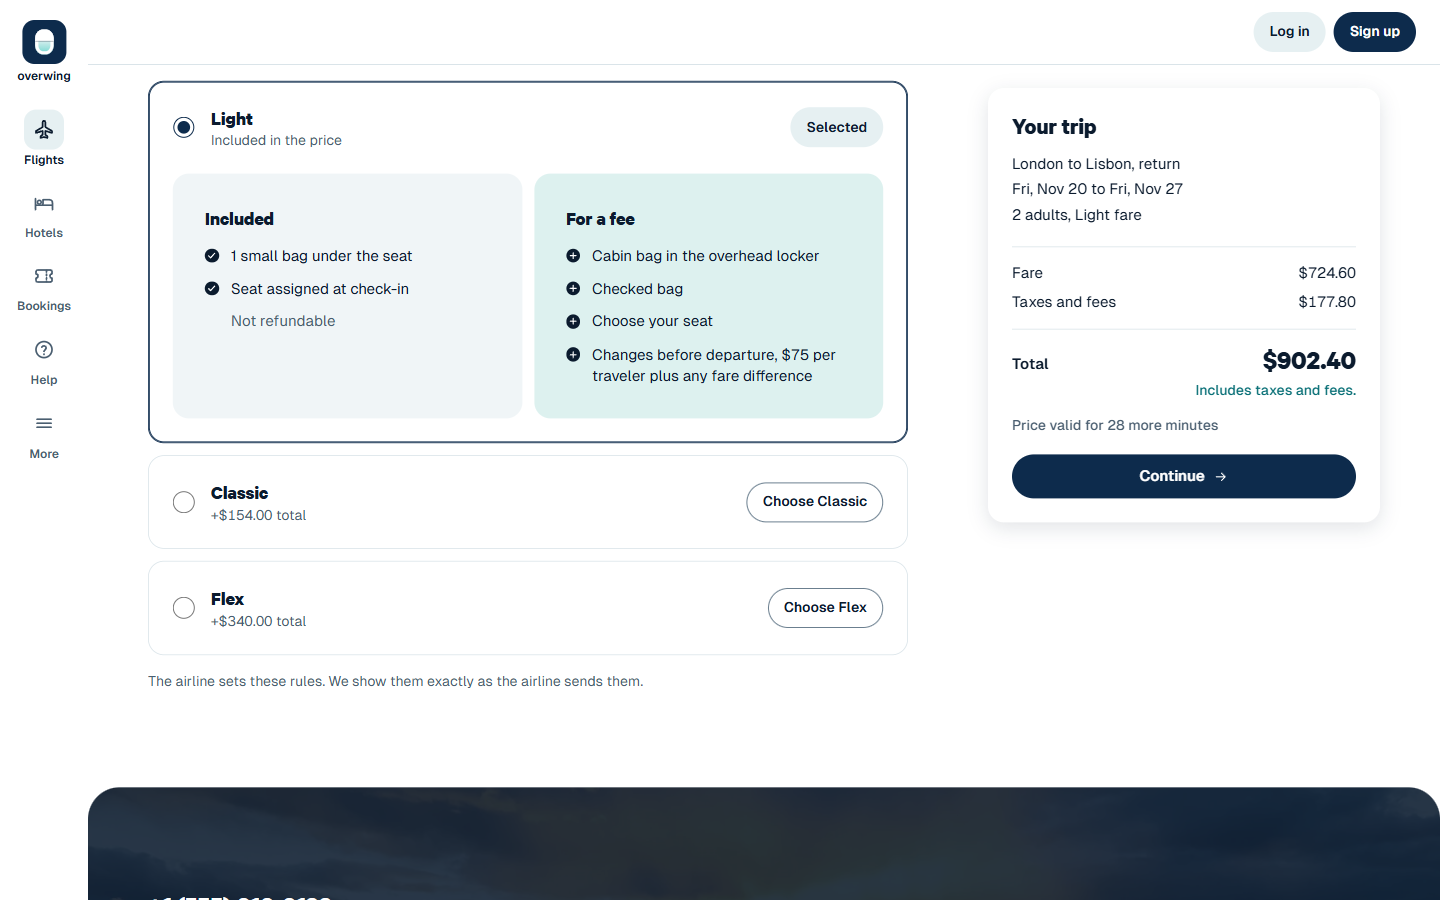 overwing
Flights
Hotels
Bookings
Help
More
Log in
Sign up
Light
Included in the price
Selected
Included
1 small bag under the seat
Seat assigned at check-in
Not refundable
For a fee
Cabin bag in the overhead locker
Checked bag
Choose your seat
Changes before departure, $75 per
traveler plus any fare difference
Classic
+$154.00 total
Choose Classic
Flex
+$340.00 total
Choose Flex
The airline sets these rules. We show them exactly as the airline sends them.
Your trip
London to Lisbon, return
Fri, Nov 20 to Fri, Nov 27
2 adults, Light fare
Fare $724.60
Taxes and fees $177.80
Total $902.40
Includes taxes and fees.
Price valid for 28 more minutes
Continue →